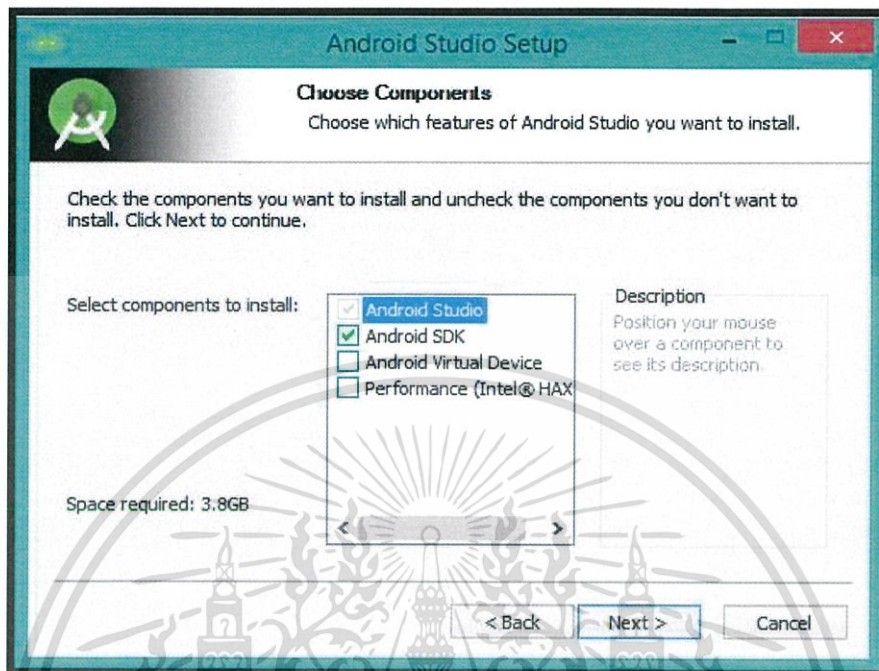 Android Studio Setup
Choose Components
Choose which features of Android Studio you want to install.
Check the components you want to install and uncheck the components you don't want to
install. Click Next to continue.
Select components to install:
Android Studio
Android SDK
Android Virtual Device
Performance (Intel® HAX
Description
Position your mouse
over a component to
see its description.
Space required: 3.8GB
< Back
Next >
Cancel